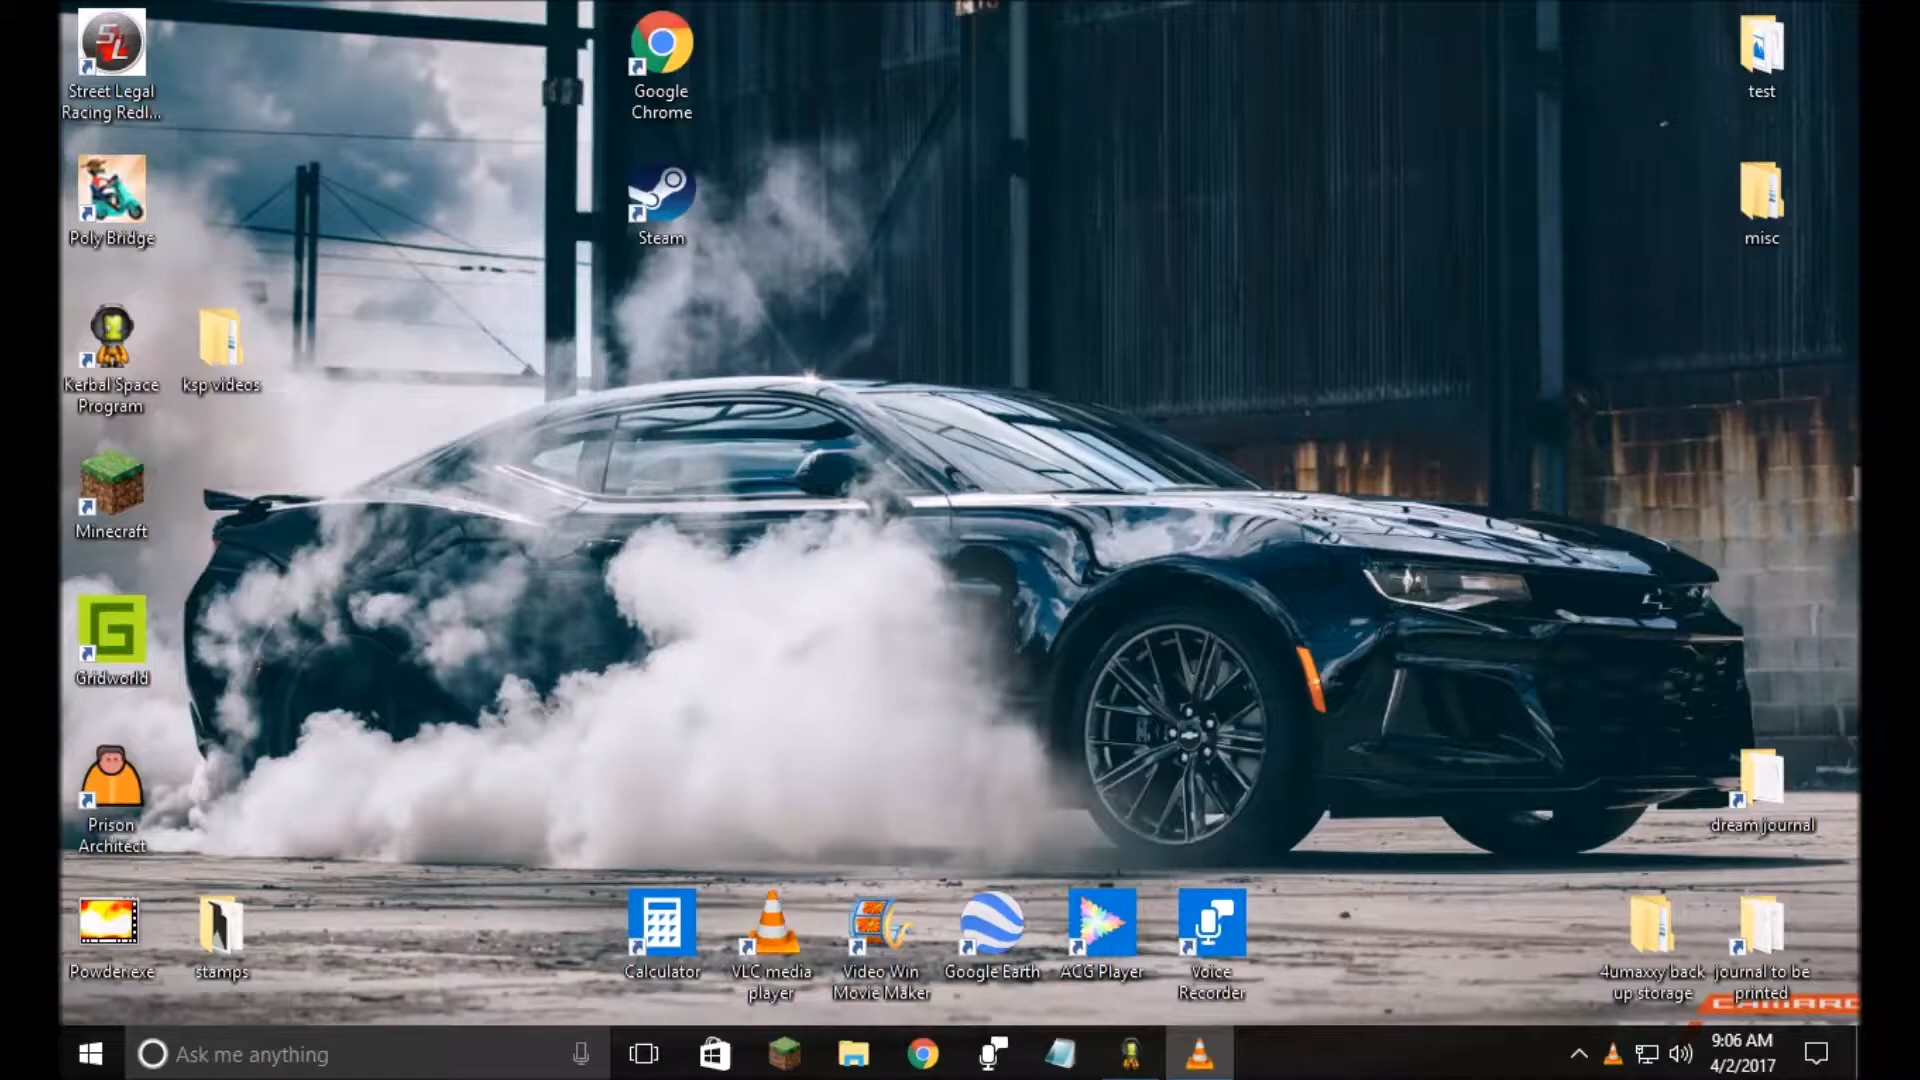 Street Legal
Racing Redl...
Google
Chrome
test
Poly Bridge
Steam
misc
Kerbal Space
Program
ksp videos
Minecraft
Gridworld
Prison
Architect
dream journal
Powder.exe
stamps
Calculator
VLC media
player
Video Win
Movie Maker
Google Earth
ACG Player
Voice
Recorder
4umaxxy back
up storage
journal to be
printed
CAMARO
Ask me anything
9:06 AM
4/2/2017